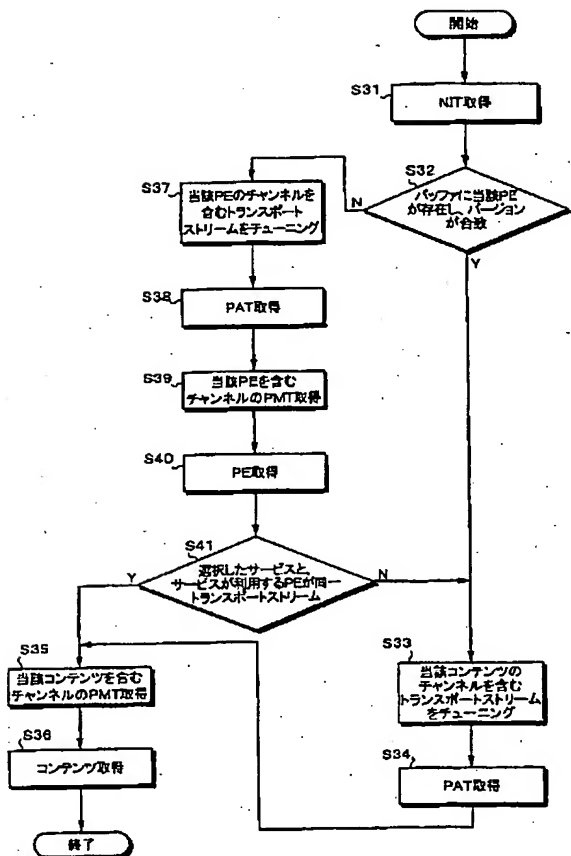 開始
S31
NIT取得
S32
バッファに当該PE
が存在し、バージョン
が合致
N
Y
S37
当該PEのチャンネルを
含むトランスポート
ストリームをチューニング
S38
PAT取得
S39
当該PEを含む
チャンネルのPMT取得
S40
PE取得
S41
選択したサービスと、
サービスが利用するPEが同一
トランスポートストリーム
Y
N
S35
当該コンテンツを含む
チャンネルのPMT取得
S36
コンテンツ取得
終了
S33
当該コンテンツの
チャンネルを含む
トランスポートストリーム
をチューニング
S34
PAT取得